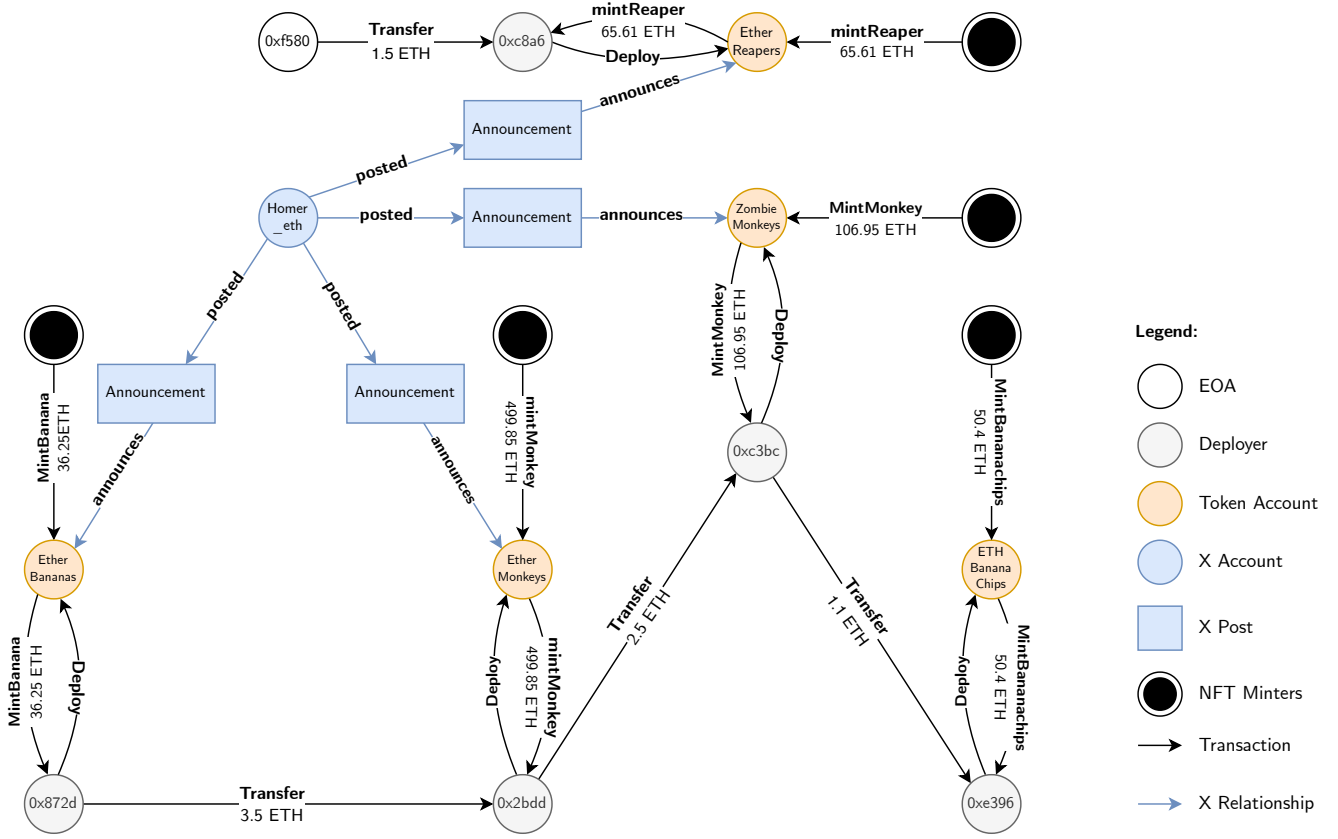 0xf580
Transfer
1.5 ETH
0xc8a6
mintReaper
65.61 ETH
Deploy
Ether
Reapers
mintReaper
65.61 ETH
announces
Announcement
posted
Homer
_eth
posted
Announcement
announces
Zombie
Monkeys
MintMonkey
106.95 ETH
posted
posted
MintMonkey
106.95 ETH
Deploy
Announcement
Announcement
MintBanana
36.25ETH
announces
announces
mintMonkey
499.85 ETH
MintBananachips
50.4 ETH
0xc3bc
Ether
Bananas
Ether
Monkeys
Transfer
2.5 ETH
Transfer
1.1 ETH
ETH
Banana
Chips
MintBanana
36.25 ETH
Deploy
Deploy
mintMonkey
499.85 ETH
Deploy
MintBananachips
50.4 ETH
0x872d
Transfer
3.5 ETH
0x2bdd
0xe396
Legend:
EOA
Deployer
Token Account
X Account
X Post
NFT Minters
Transaction
X Relationship